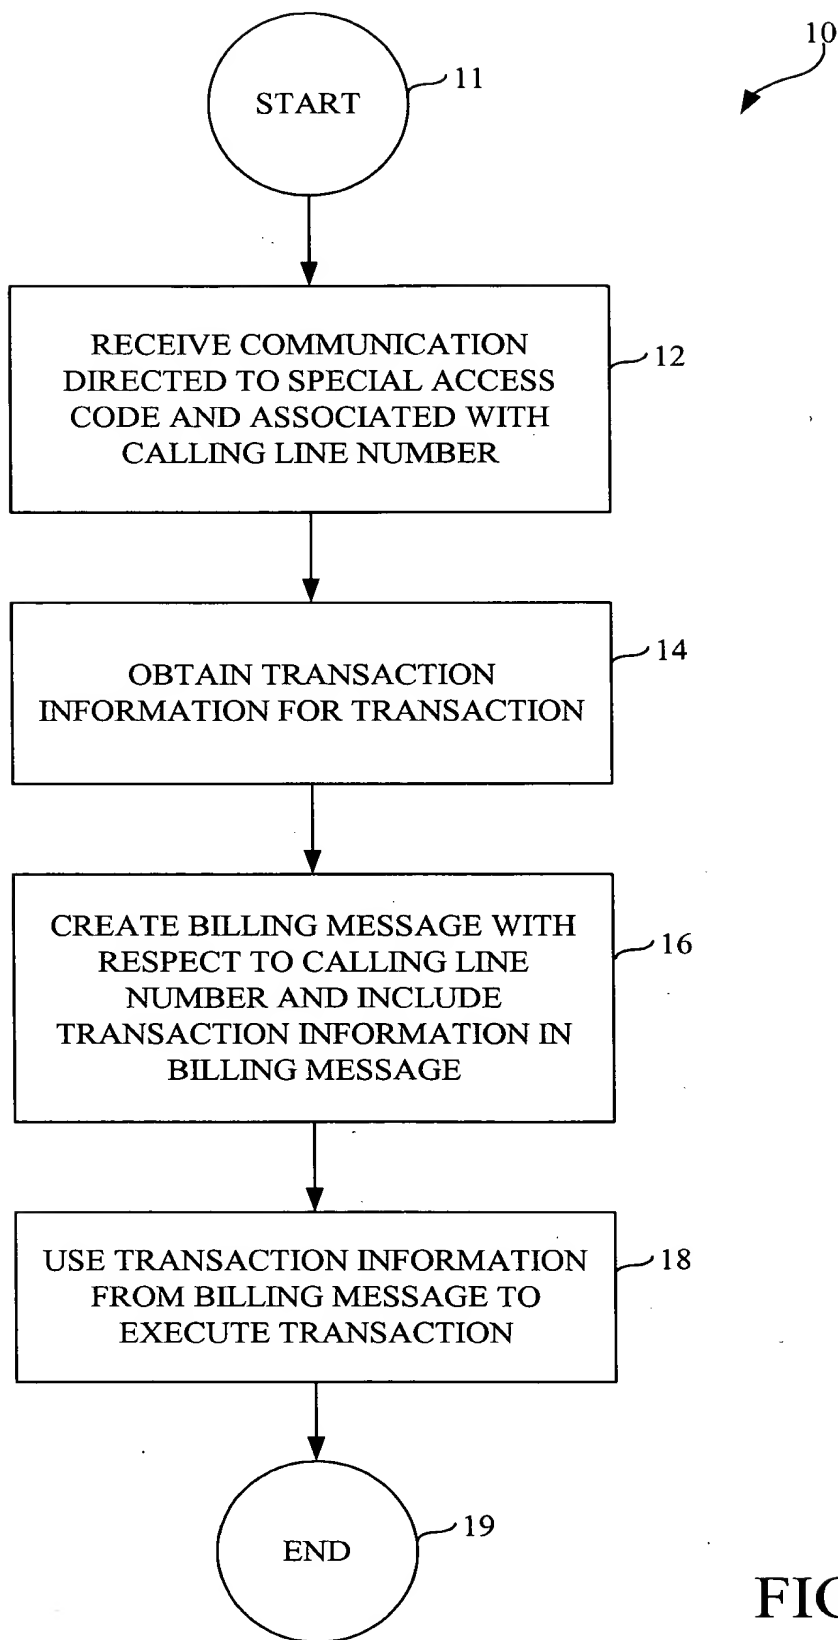 10
START
11
RECEIVE COMMUNICATION
DIRECTED TO SPECIAL ACCESS
CODE AND ASSOCIATED WITH
CALLING LINE NUMBER
12
OBTAIN TRANSACTION
INFORMATION FOR TRANSACTION
14
CREATE BILLING MESSAGE WITH
RESPECT TO CALLING LINE
NUMBER AND INCLUDE
TRANSACTION INFORMATION IN
BILLING MESSAGE
16
USE TRANSACTION INFORMATION
FROM BILLING MESSAGE TO
EXECUTE TRANSACTION
18
END
19